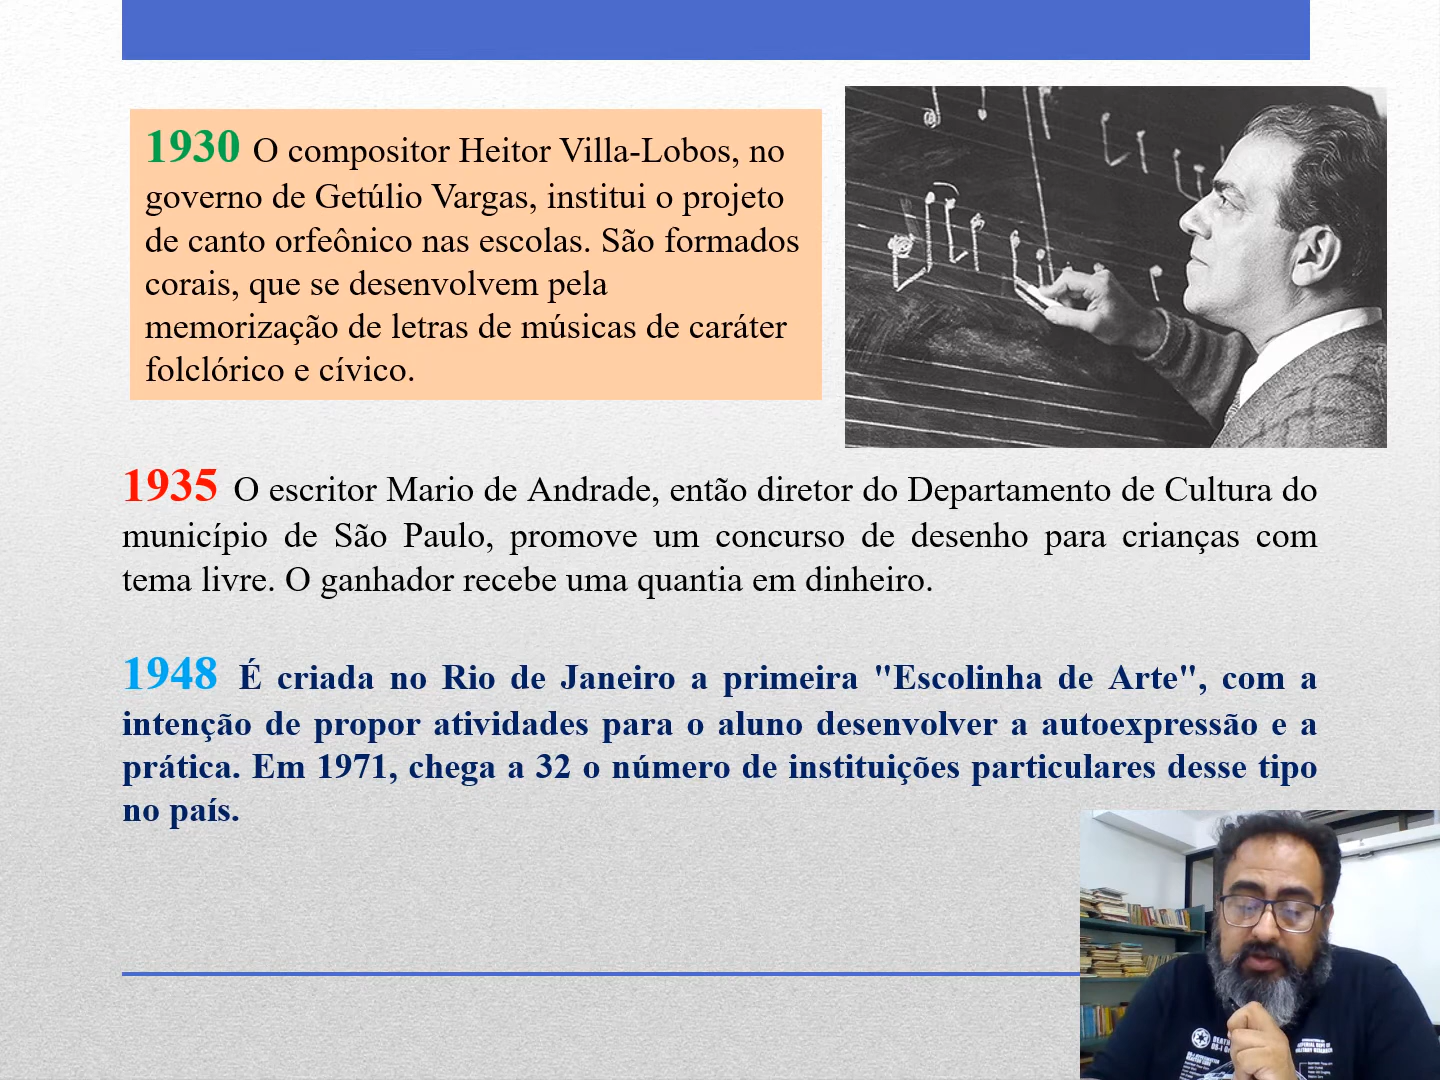 1930 O compositor Heitor Villa-Lobos, no
governo de Getúlio Vargas, institui o projeto
de canto orfeônico nas escolas. São formados
corais, que se desenvolvem pela
memorização de letras de músicas de caráter
folclórico e cívico.
1935 O escritor Mario de Andrade, então diretor do Departamento de Cultura do
município de São Paulo, promove um concurso de desenho para crianças com
tema livre. O ganhador recebe uma quantia em dinheiro.
1948 É criada no Rio de Janeiro a primeira "Escolinha de Arte", com a
intenção de propor atividades para o aluno desenvolver a autoexpressão e a
prática. Em 1971, chega a 32 o número de instituições particulares desse tipo
no país.
DEATH